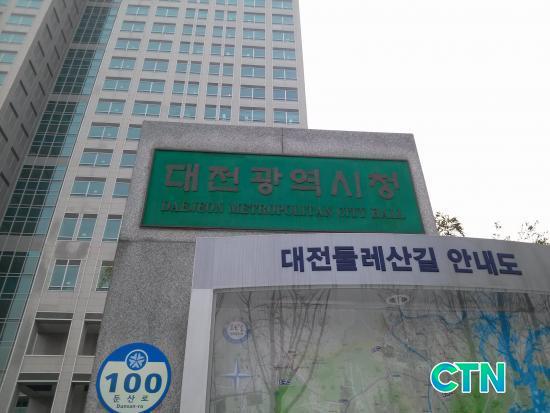 대전광역시청
DAEJEON METROPOLITAN CITY HALL
대전둘레산길 안내도
100
둔산로
Dunsan-ro
CTN